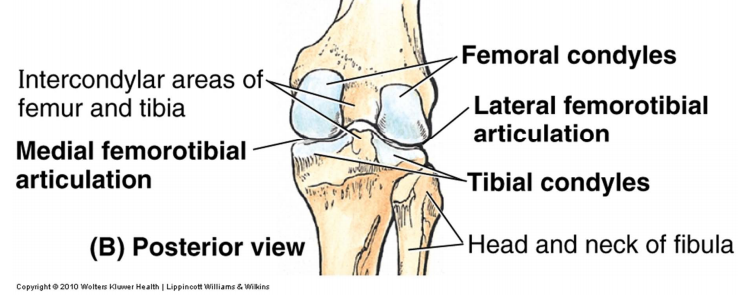 Femoral condyles
Intercondylar areas of
femur and tibia
Lateral femorotibial
articulation
Medial femorotibial
articulation
Tibial condyles
(B) Posterior view
Head and neck of fibula
Copyright © 2010 Wolters Kluwer Health | Lippincott Williams & Wilkins